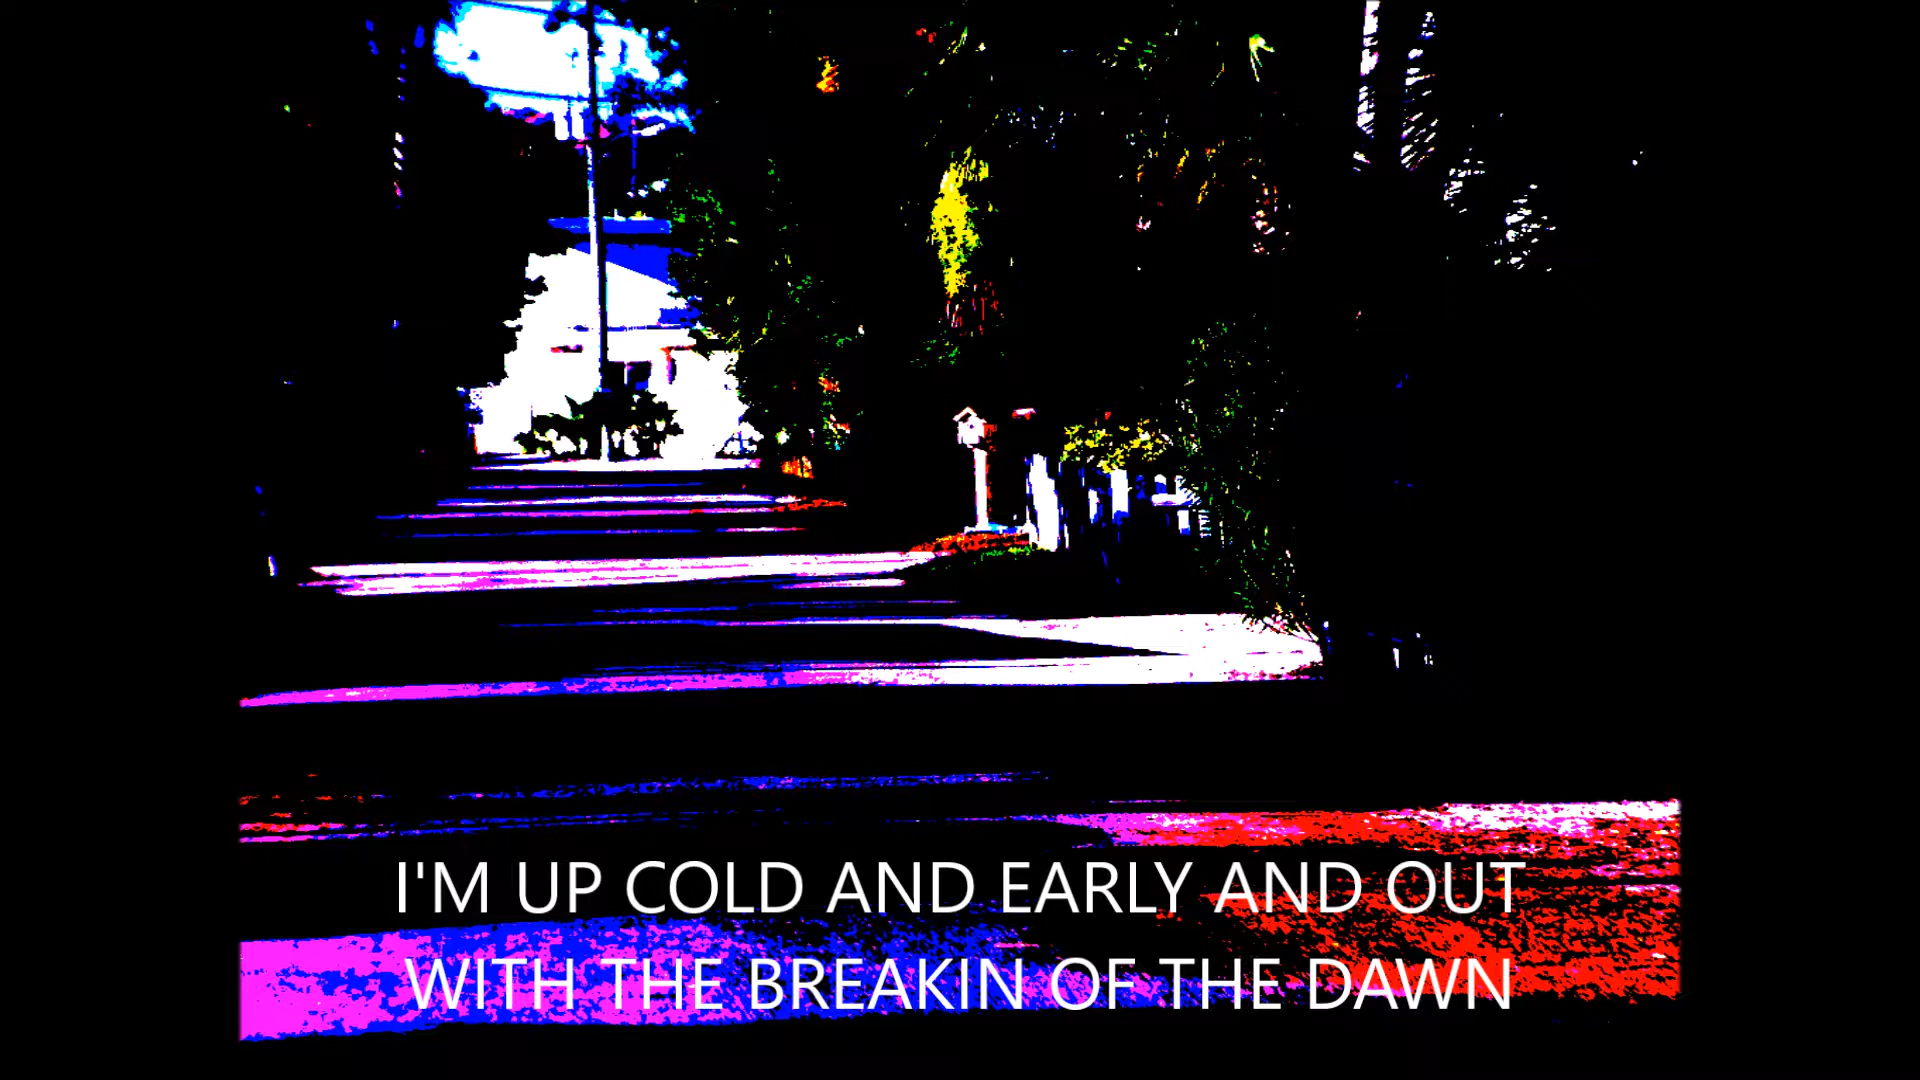 I'M UP COLD AND EARLY AND OUT
WITH THE BREAKIN OF THE DAWN